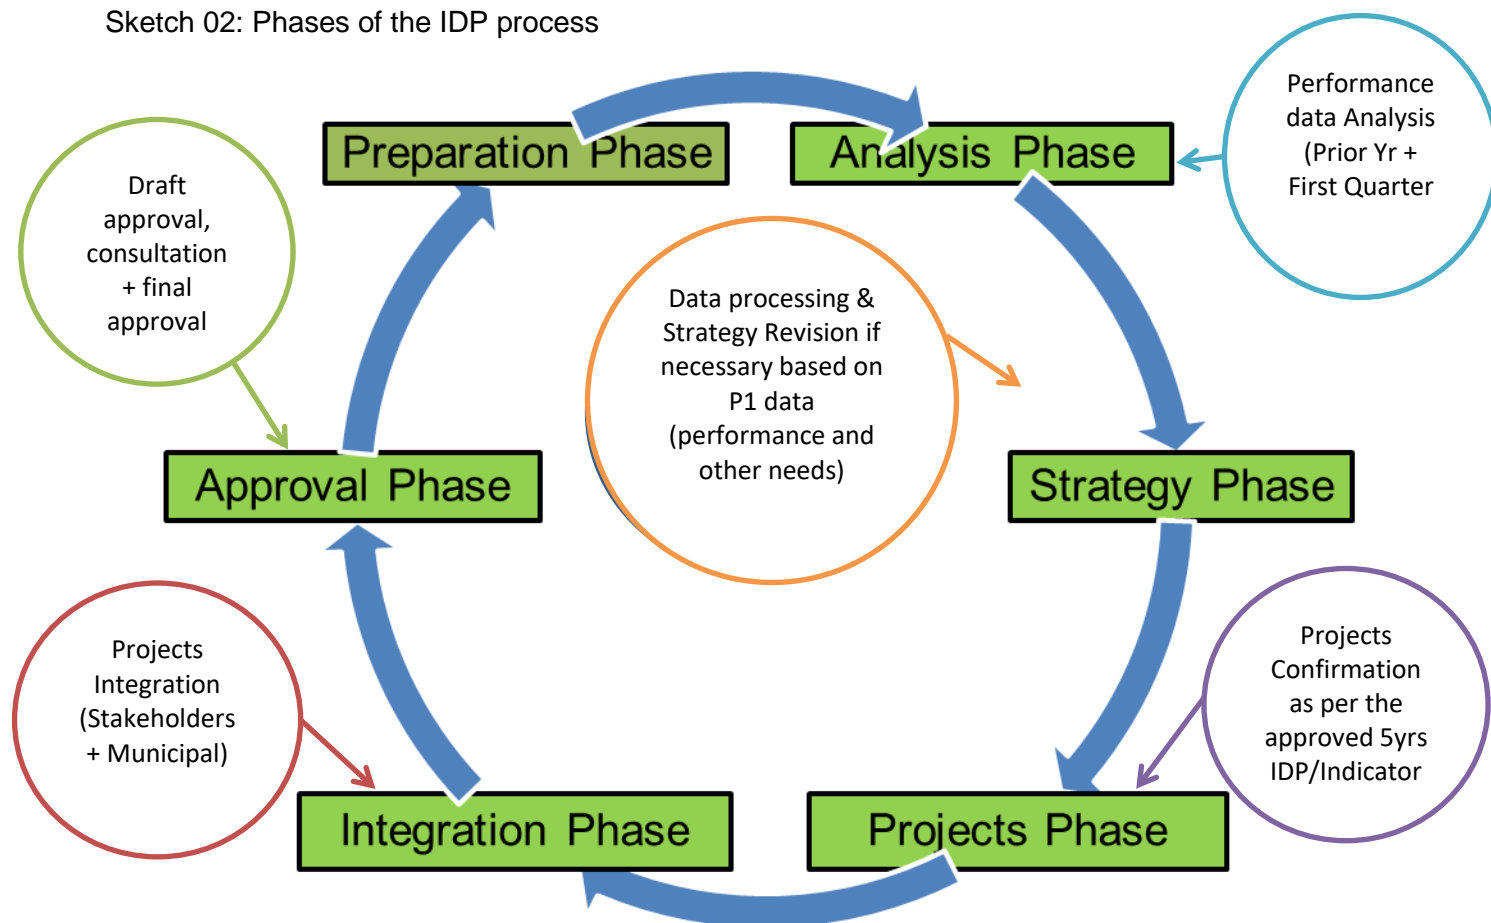 Sketch 02: Phases of the IDP process
Preparation Phase
Analysis Phase
Performance
data Analysis
(Prior Yr +
First Quarter
Draft
approval,
consultation
+ final
approval
Data processing &
Strategy Revision if
necessary based on
P1 data
(performance and
other needs)
Approval Phase
Strategy Phase
Projects
Integration
(Stakeholders
+ Municipal)
Projects
Confirmation
as per the
approved 5yrs
IDP/Indicator
Integration Phase
Projects Phase